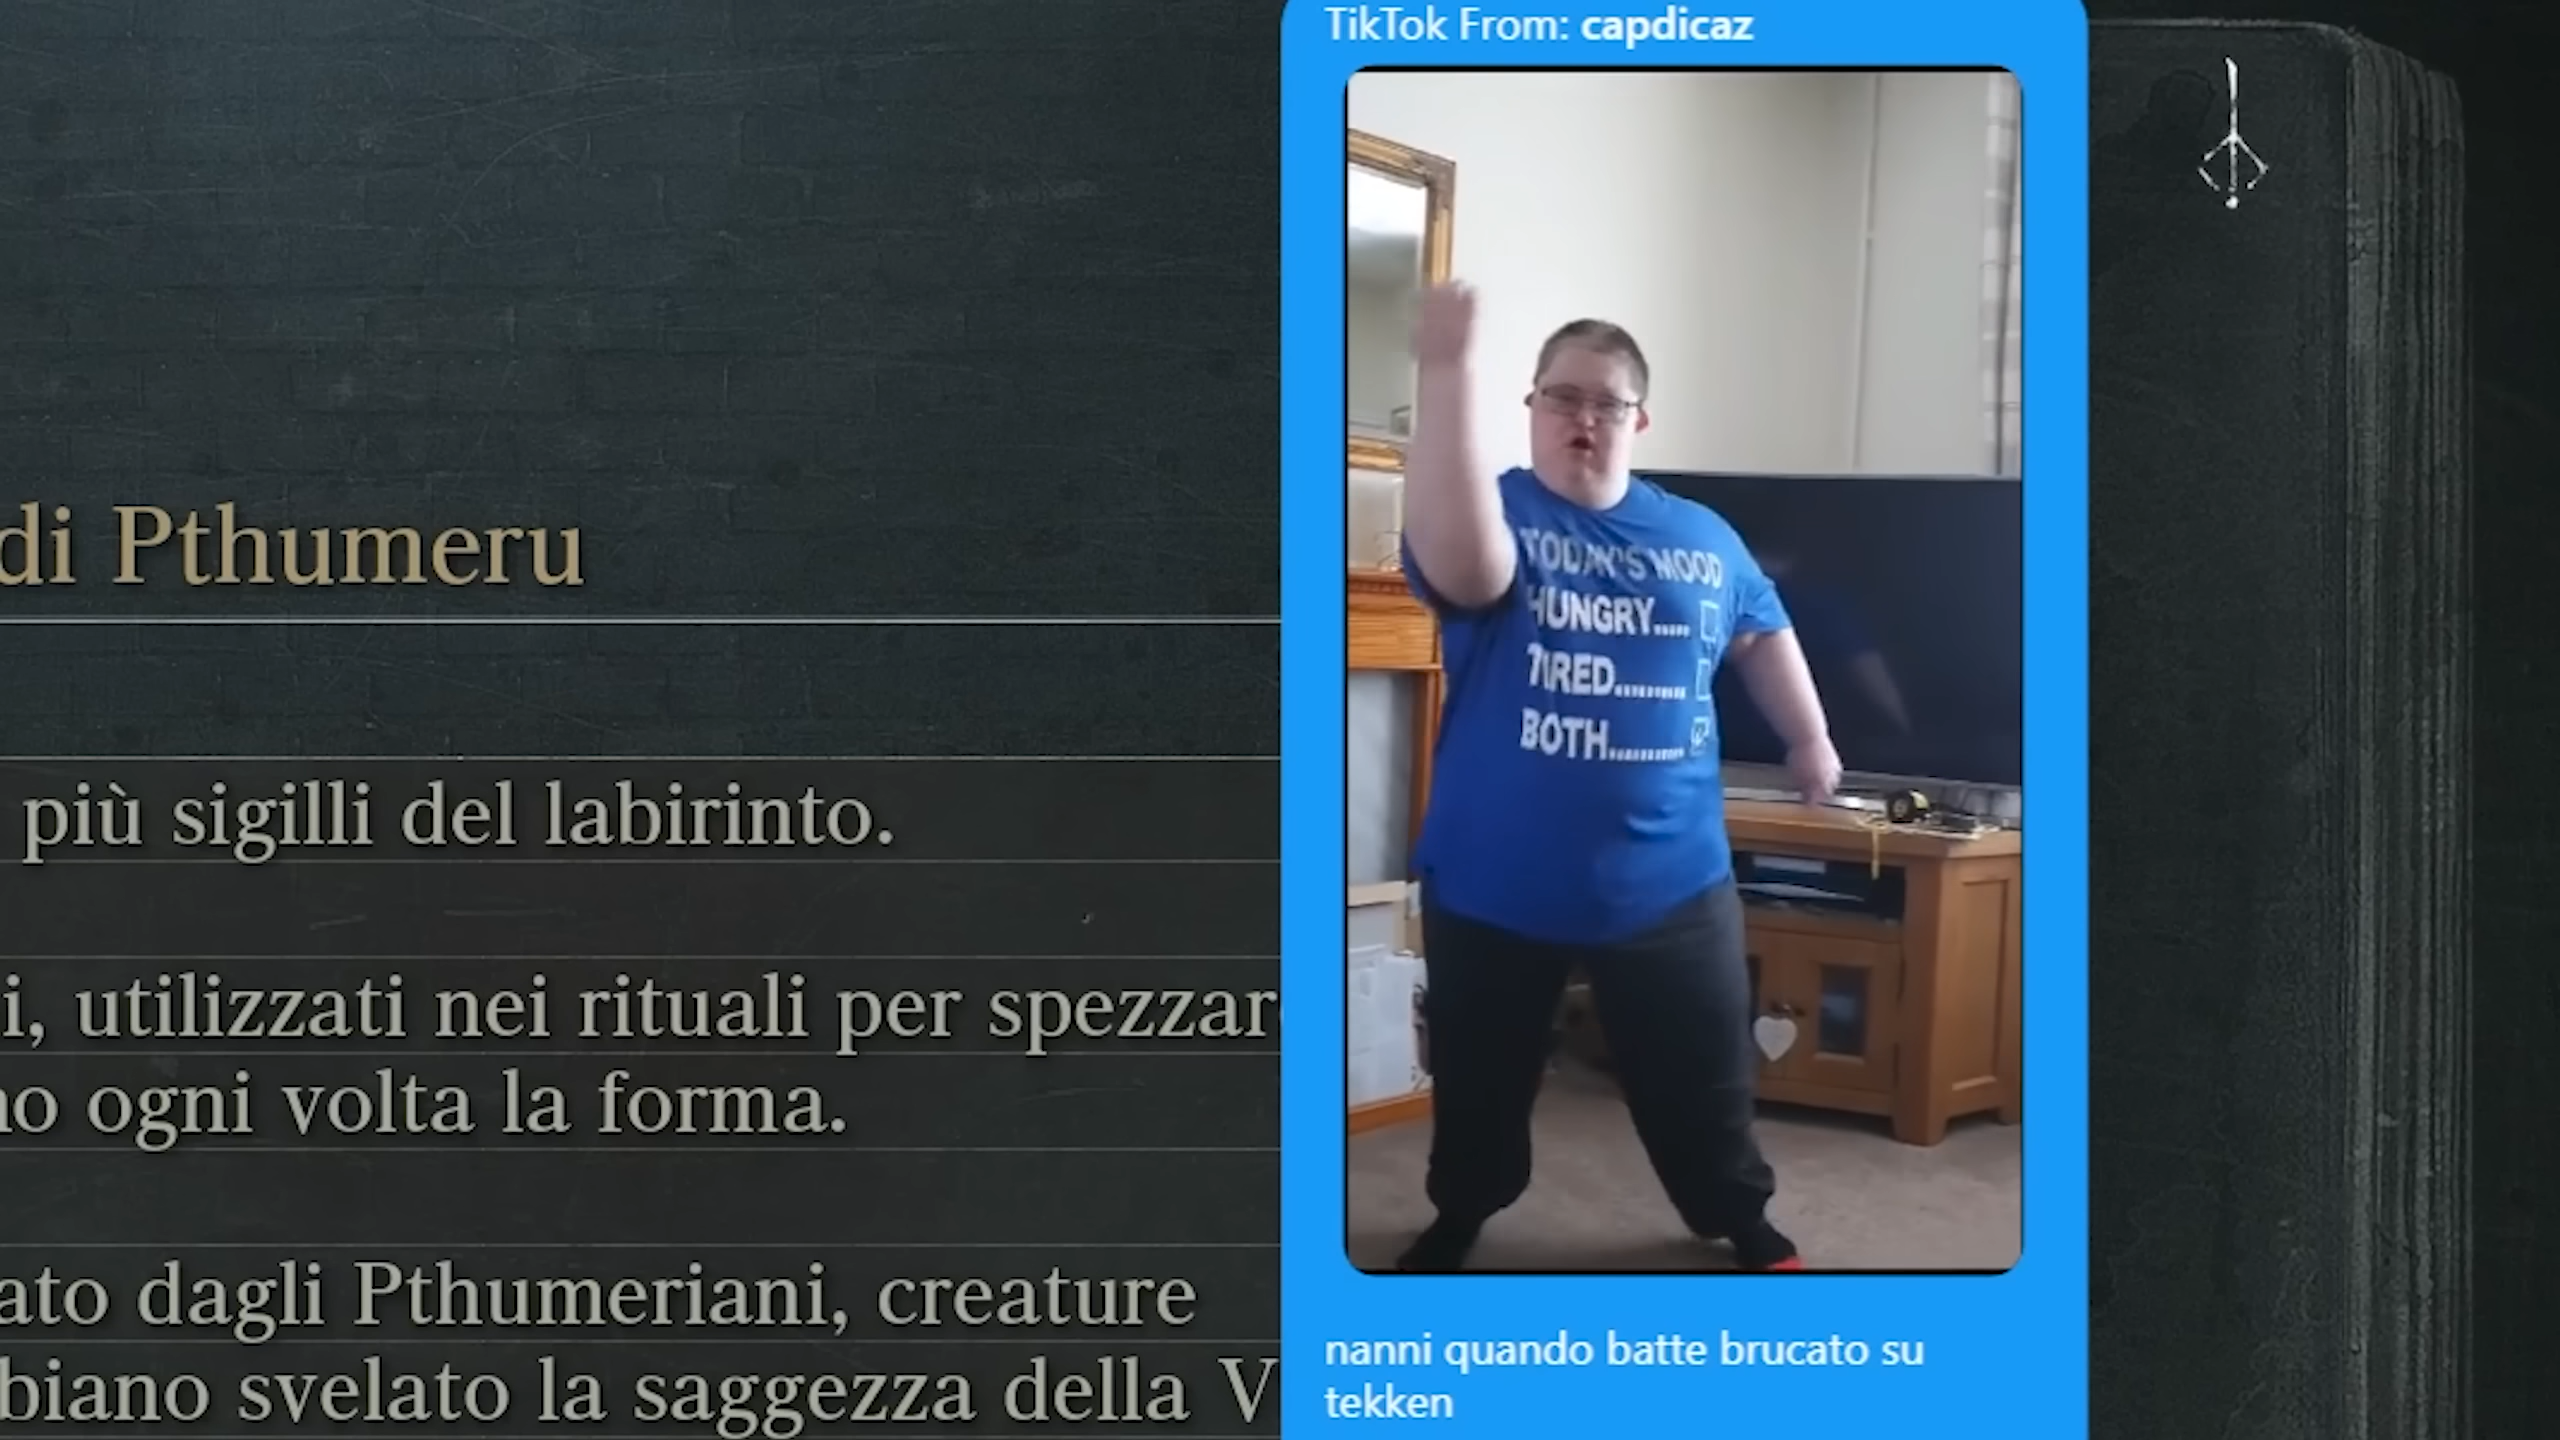 di Pthumeru
più sigilli del labirinto.
i, utilizzati nei rituali per spezzar
no ogni volta la forma.
ato dagli Pthumeriani, creature
biano svelato la saggezza della V
TikTok From: capdicaz
TODAY'S MOOD
HUNGRY.....
TIRED..........
BOTH...........
nanni quando batte brucato su
tekken